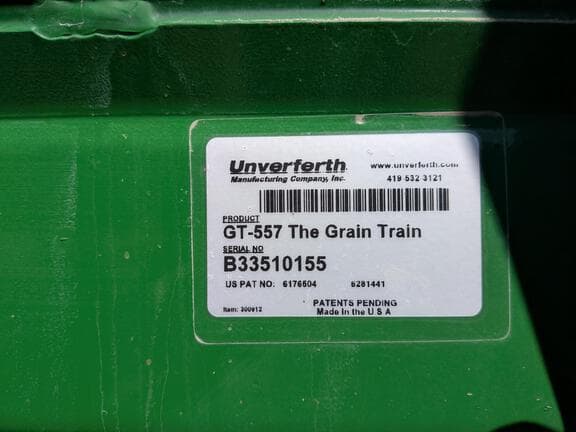 Unverferth
www.unverferth.com
Manufacturing Company, Inc.
419-532-3121
PRODUCT
GT-557 The Grain Train
SERIAL NO
B33510155
US PAT NO: 6176504 6281441
PATENTS PENDING
Item: 300912 Made In the U S A